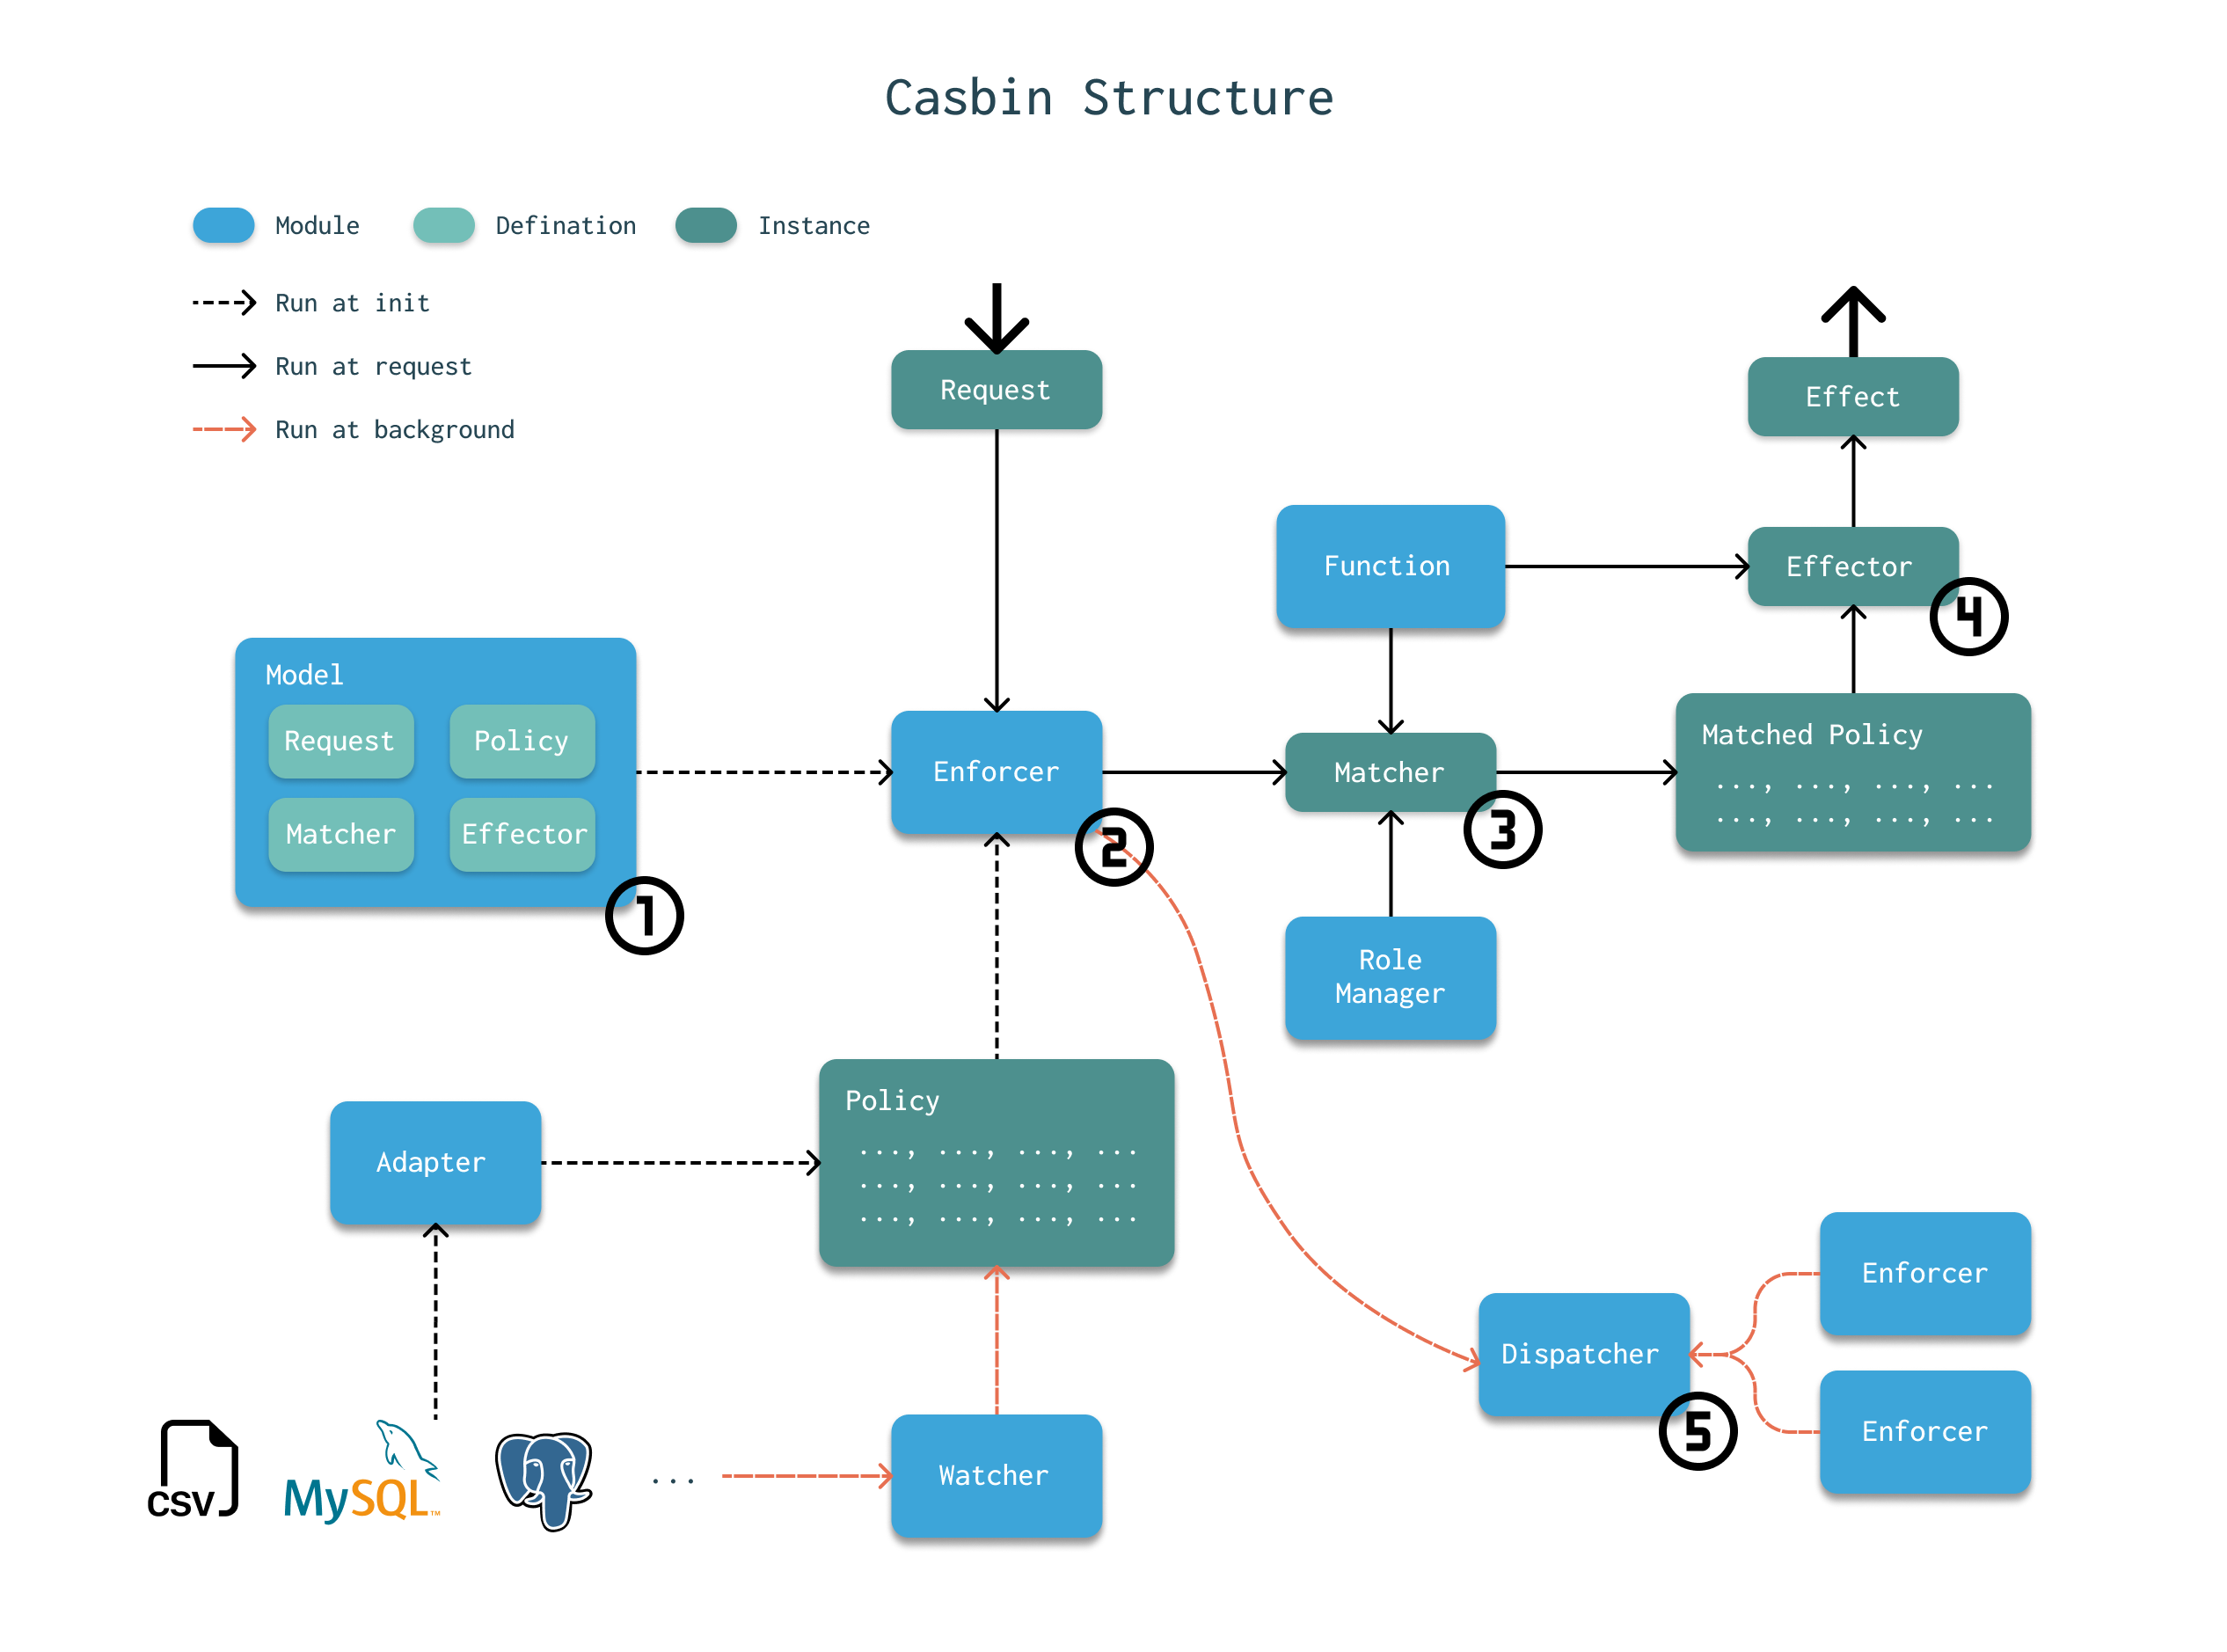 Casbin Structure
Module
Defination
Instance
Run at init
Run at request
Run at background
Request
Effect
Function
Effector
4
Model
Request
Policy
Matcher
Effector
1
Enforcer
2
Matcher
3
Matched Policy
..., ..., ..., ...
..., ..., ..., ...
Role
Manager
Adapter
Policy
..., ..., ..., ...
..., ..., ..., ...
..., ..., ..., ...
Dispatcher
5
Enforcer
Enforcer
CSV
MySQL™
...
Watcher